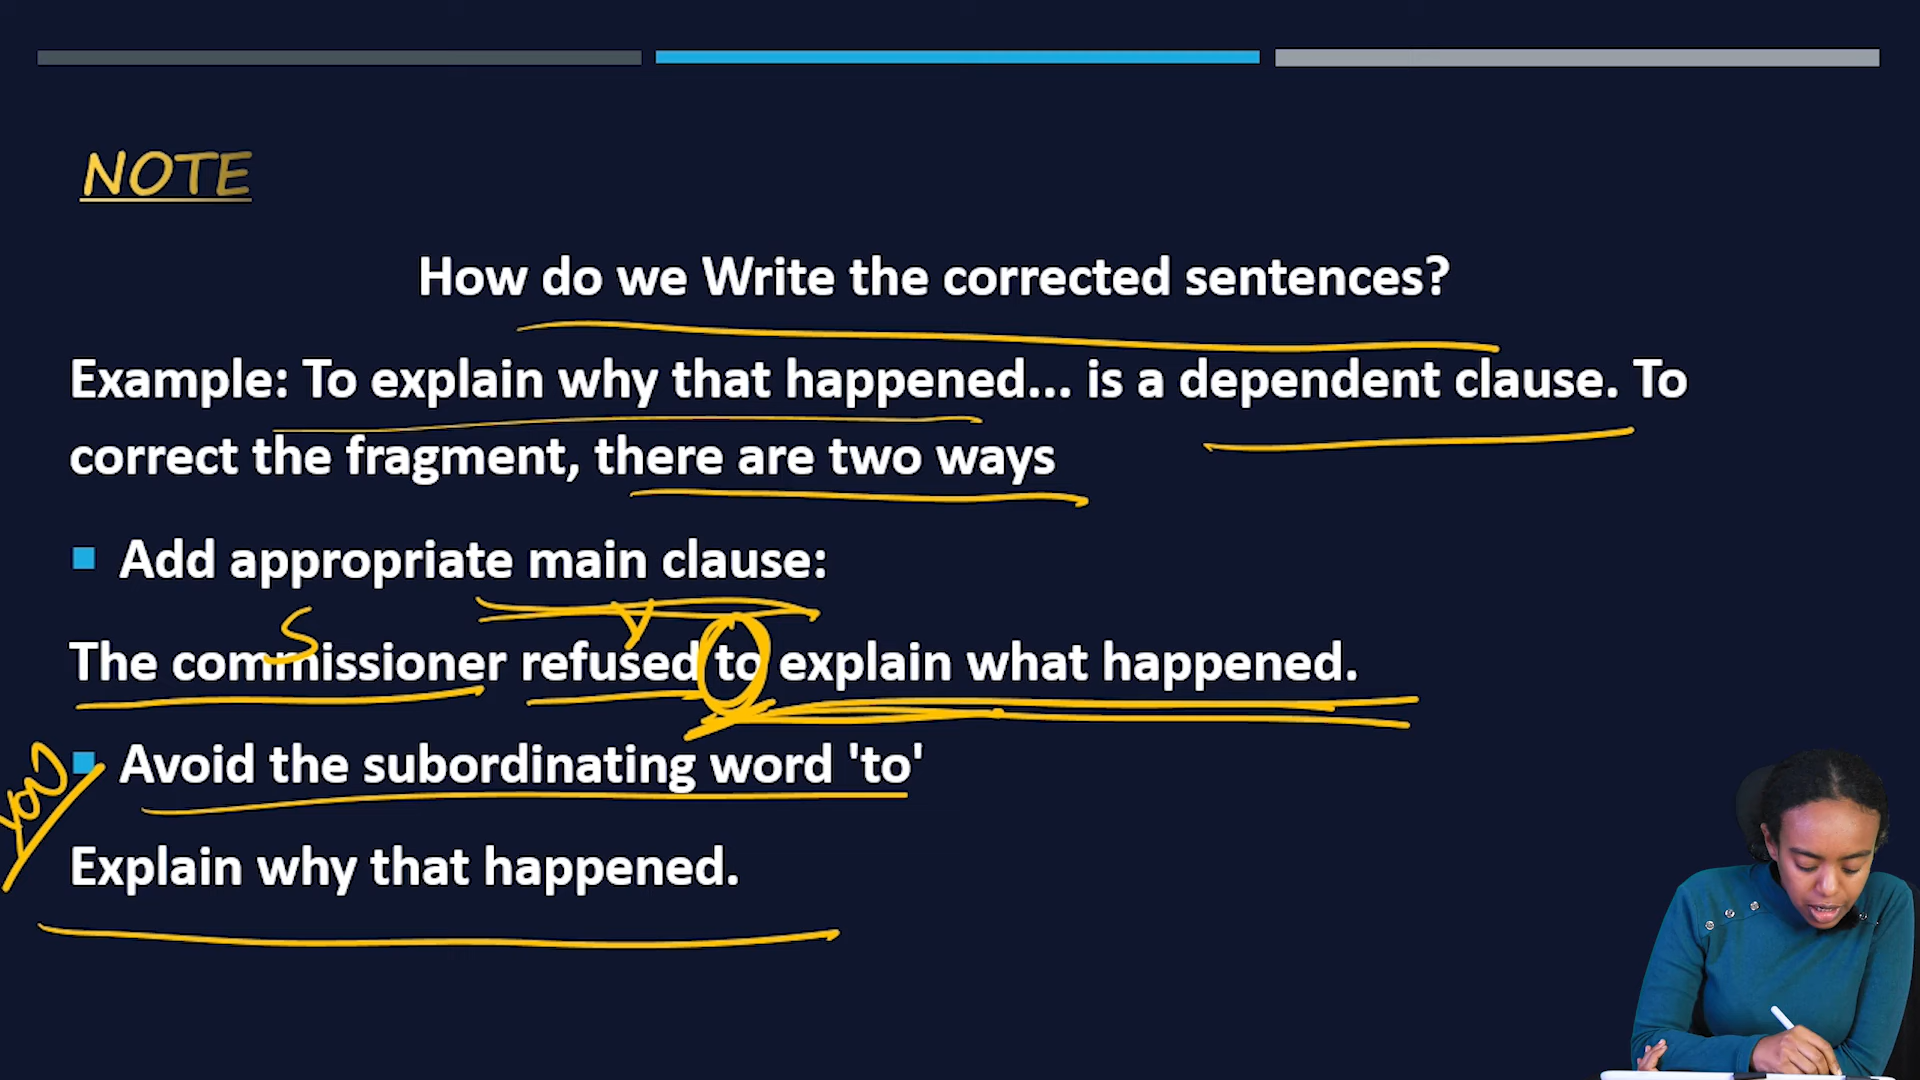 NOTE
How do we Write the corrected sentences?
Example: To explain why that happened... is a dependent clause. To
correct the fragment, there are two ways
Add appropriate main clause:
S V
The commissioner refused to explain what happened.
Avoid the subordinating word 'to'
you
Explain why that happened.